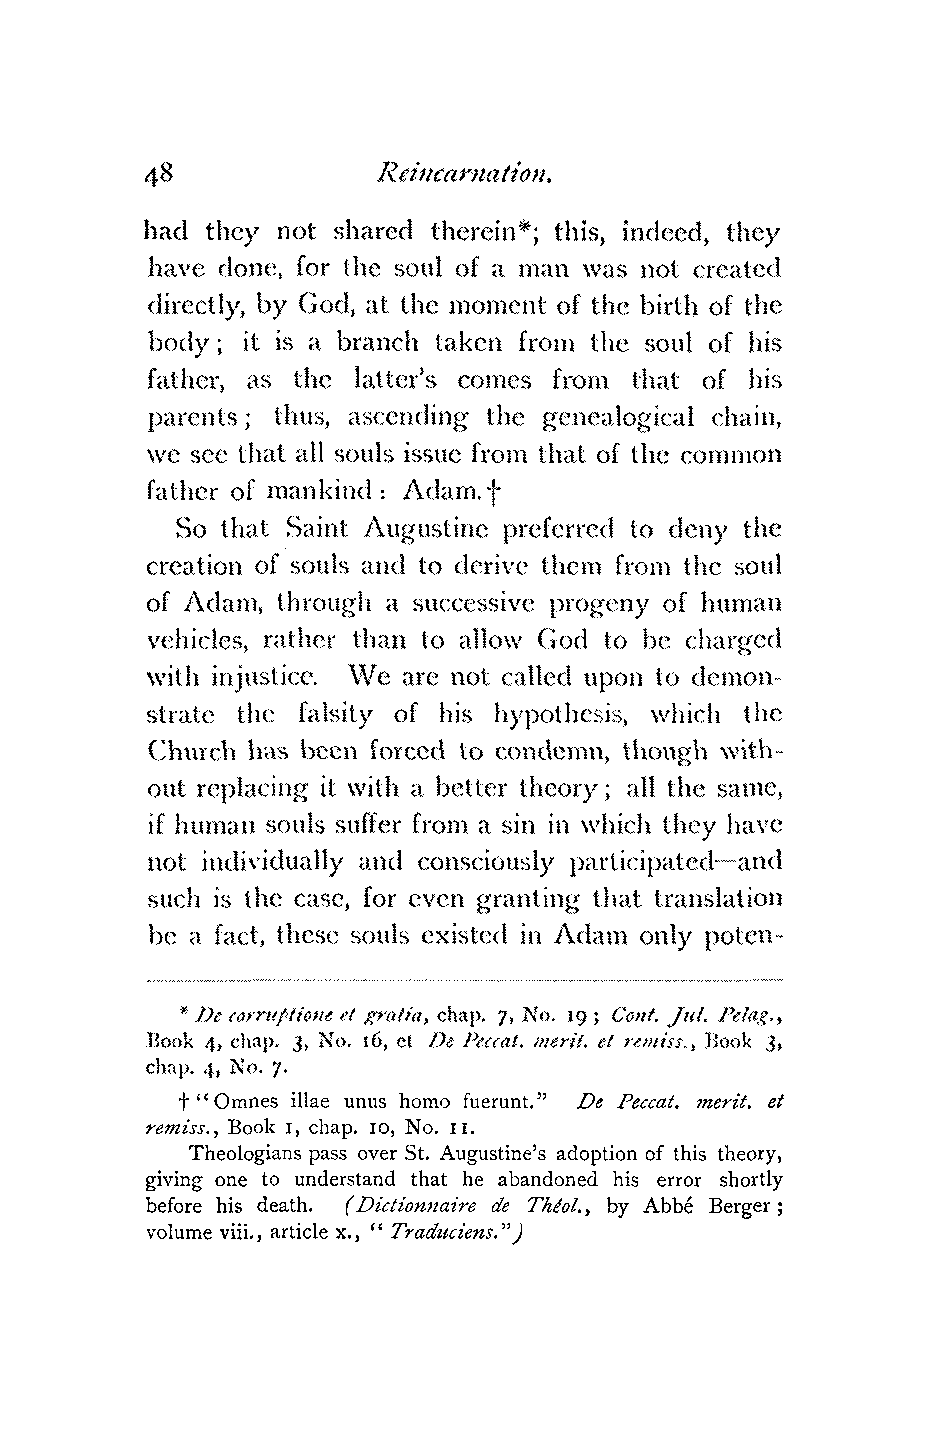 48 Reincarnation.
had they not shared therein*; this, indeed, they
have done, for the soul of a man was not created
directly, by God, at the moment of the birth of the
body; it is a branch taken from the soul of his
father, as the latter's comes from that of his
parents; thus, ascending the genealogical chain,
we see that all souls issue from that of the common
father of mankind: Adam.†
So that Saint Augustine preferred to deny the
creation of souls and to derive them from the soul
of Adam, through a successive progeny of human
vehicles, rather than to allow God to be charged
with injustice. We are not called upon to demon-
strate the falsity of his hypothesis, which the
Church has been forced to condemn, though with-
out replacing it with a better theory; all the same,
if human souls suffer from a sin in which they have
not individually and consciously participated—and
such is the case, for even granting that translation
be a fact, these souls existed in Adam only poten-
* De corruptione et gratia, chap. 7, No. 19; Cont. Jul. Pelag.,
Book 4, chap. 3, No. 16, et De Peccat. merit. et remiss., Book 3,
chap. 4, No. 7.
† "Omnes illae unus homo fuerunt." De Peccat. merit. et
remiss., Book 1, chap. 10, No. 11.
Theologians pass over St. Augustine's adoption of this theory,
giving one to understand that he abandoned his error shortly
before his death. (Dictionnaire de Théol., by Abbé Berger;
volume viii., article x., "Traduciens.")